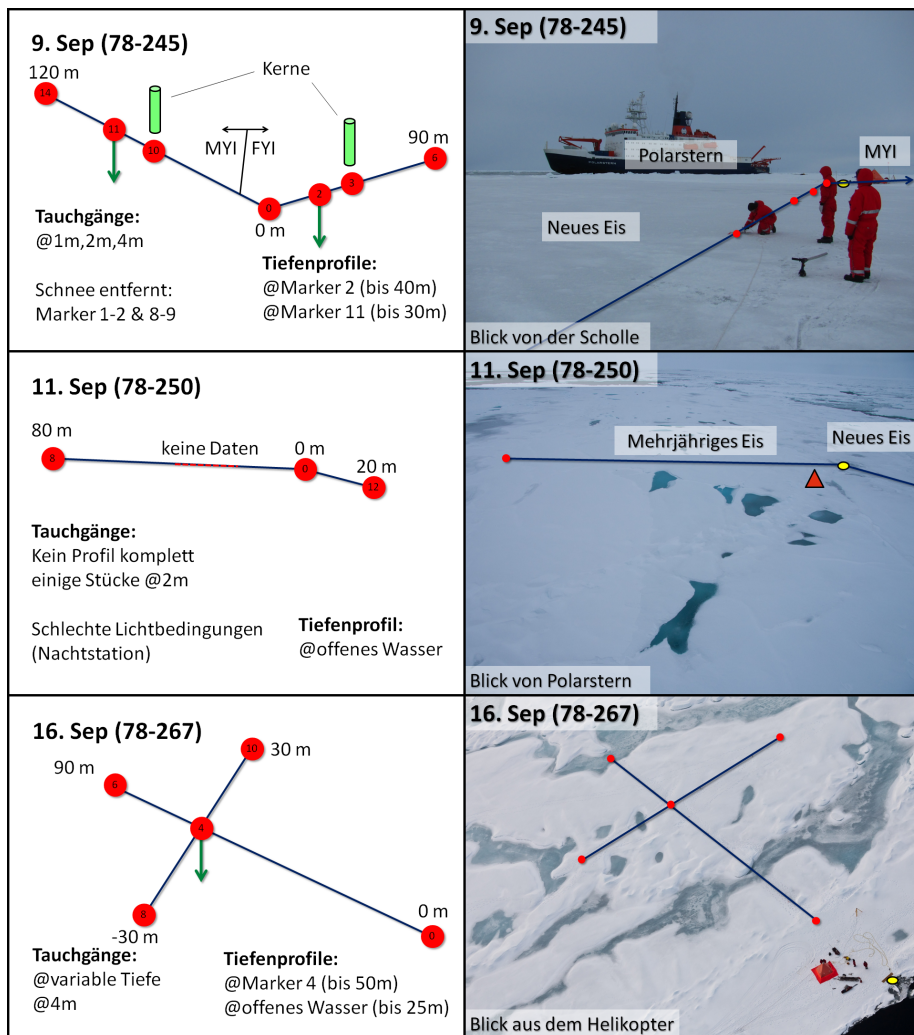 9. Sep (78-245)
120 m
14
11
10
Kerne
MYI
FYI
90 m
6
3
2
0
0 m
Tauchgänge:
@1m,2m,4m
Schnee entfernt:
Marker 1-2 & 8-9
Tiefenprofile:
@Marker 2 (bis 40m)
@Marker 11 (bis 30m)
9. Sep (78-245)
Polarstern
MYI
Neues Eis
POLARSTERN
Blick von der Scholle
11. Sep (78-250)
80 m
8
keine Daten
0 m
0
20 m
12
Tauchgänge:
Kein Profil komplett
einige Stücke @2m
Schlechte Lichtbedingungen
(Nachtstation)
Tiefenprofil:
@offenes Wasser
11. Sep (78-250)
Mehrjähriges Eis
Neues Eis
Blick von Polarstern
16. Sep (78-267)
10
30 m
90 m
6
4
8
-30 m
0 m
0
Tauchgänge:
@variable Tiefe
@4m
Tiefenprofile:
@Marker 4 (bis 50m)
@offenes Wasser (bis 25m)
16. Sep (78-267)
Blick aus dem Helikopter